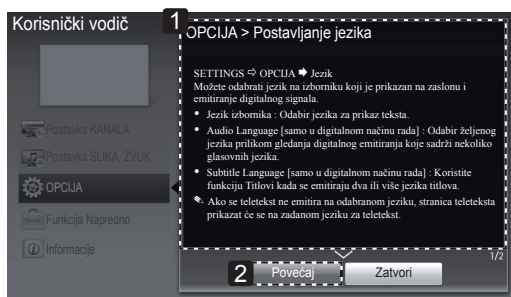 Korisnički vodič
1
OPCIJA > Postavljanje jezika
SETTINGS ⇨ OPCIJA 🡆 Jezik
Možete odabrati jezik na izborniku koji je prikazan na zaslonu i
emitiranje digitalnog signala.
• Jezik izbornika : Odabir jezika za prikaz teksta.
• Audio Language [samo u digitalnom načinu rada] : Odabir željenog
jezika prilikom gledanja digitalnog emitiranja koje sadrži nekoliko
glasovnih jezika.
• Subtitle Language [samo u digitalnom načinu rada] : Koristite
funkciju Titlovi kada se emitiraju dva ili više jezika titlova.
✎ Ako se teletekst ne emitira na odabranom jeziku, stranica teleteksta
prikazat će se na zadanom jeziku za teletekst.
Postavka KANALA
Postavka SLIKA, ZVUK
OPCIJA
Funkcija Napredno
Informacije
1/2
2
Povećaj
Zatvori